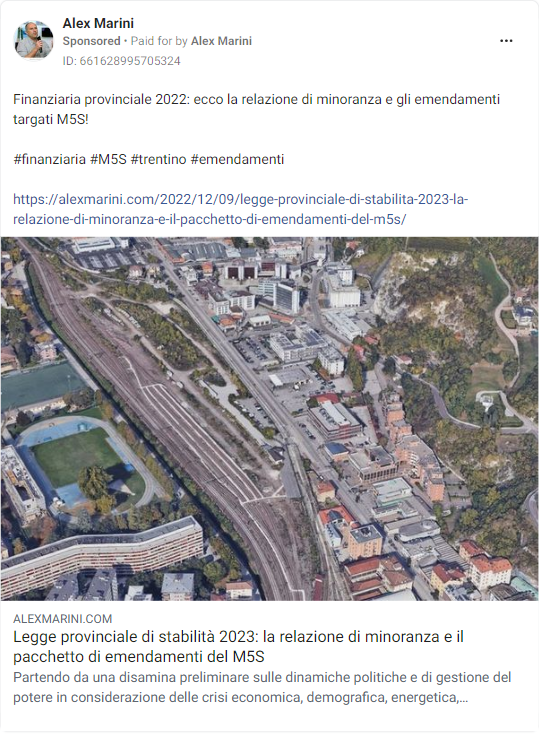 Alex Marini
Sponsored • Paid for by Alex Marini
ID: 661628995705324
Finanziaria provinciale 2022: ecco la relazione di minoranza e gli emendamenti
targati M5S!
#finanziaria #M5S #trentino #emendamenti
https://alexmarini.com/2022/12/09/legge-provinciale-di-stabilita-2023-la-
relazione-di-minoranza-e-il-pacchetto-di-emendamenti-del-m5s/
ALEXMARINI.COM
Legge provinciale di stabilità 2023: la relazione di minoranza e il
pacchetto di emendamenti del M5S
Partendo da una disamina preliminare sulle dinamiche politiche e di gestione del
potere in considerazione delle crisi economica, demografica, energetica,...